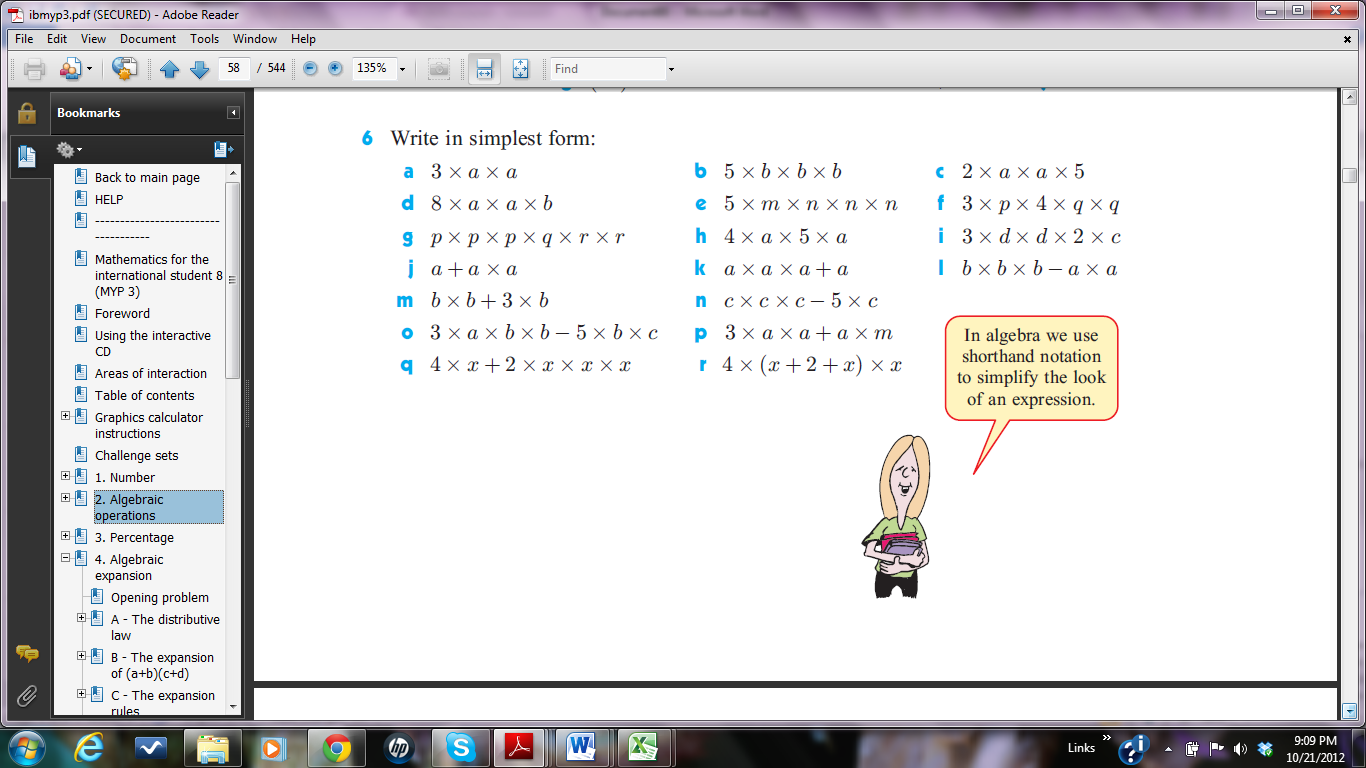 ibmyp3.pdf (SECURED) - Adobe Reader
File Edit View Document Tools Window Help
58 / 544 135% Find
Bookmarks
Back to main page
HELP
--------------------------
-----------
Mathematics for the
international student 8
(MYP 3)
Foreword
Using the interactive
CD
Areas of interaction
Table of contents
Graphics calculator
instructions
Challenge sets
1. Number
2. Algebraic
operations
3. Percentage
4. Algebraic
expansion
Opening problem
A - The distributive
law
B - The expansion
of (a+b)(c+d)
C - The expansion
rules
6 Write in simplest form:
a 3 × a × a b 5 × b × b × b c 2 × a × a × 5
d 8 × a × a × b e 5 × m × n × n × n f 3 × p × 4 × q × q
g p × p × p × q × r × r h 4 × a × 5 × a i 3 × d × d × 2 × c
j a + a × a k a × a × a + a l b × b × b − a × a
m b × b + 3 × b n c × c × c − 5 × c
o 3 × a × b × b − 5 × b × c p 3 × a × a + a × m
q 4 × x + 2 × x × x × x r 4 × (x + 2 + x) × x
In algebra we use
shorthand notation
to simplify the look
of an expression.
Links
9:09 PM
10/21/2012